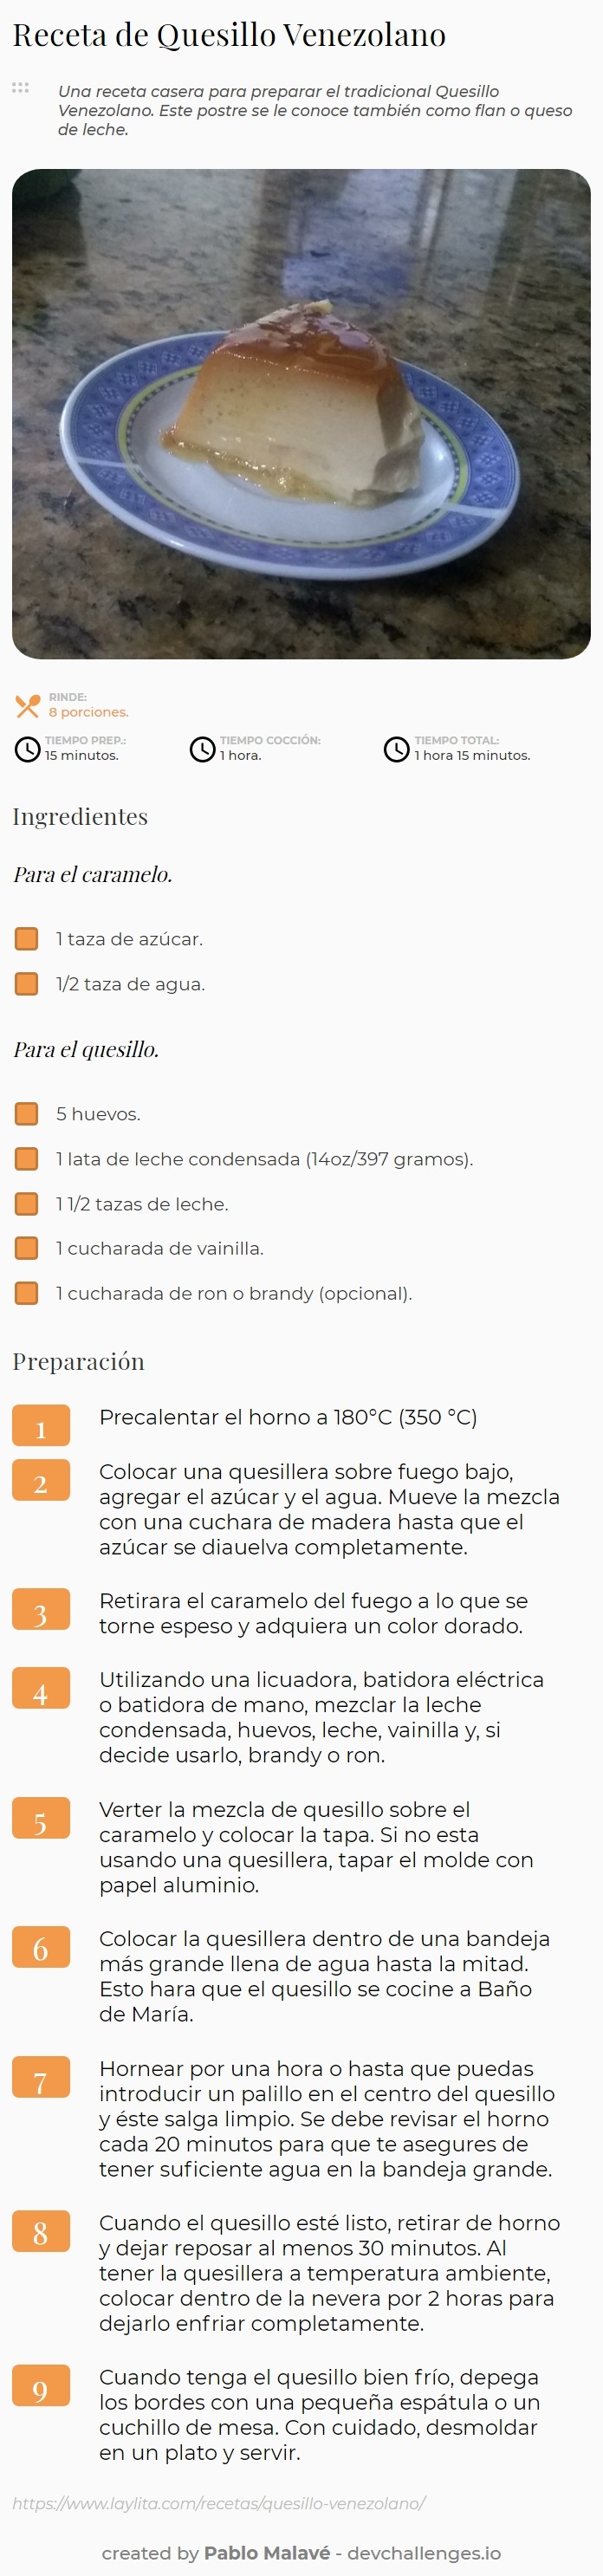 Receta de Quesillo Venezolano
Una receta casera para preparar el tradicional Quesillo
Venezolano. Este postre se le conoce también como flan o queso
de leche.
RINDE:
8 porciones.
TIEMPO PREP.:
15 minutos.
TIEMPO COCCIÓN:
1 hora.
TIEMPO TOTAL:
1 hora 15 minutos.
Ingredientes
Para el caramelo.
1 taza de azúcar.
1/2 taza de agua.
Para el quesillo.
5 huevos.
1 lata de leche condensada (14oz/397 gramos).
1 1/2 tazas de leche.
1 cucharada de vainilla.
1 cucharada de ron o brandy (opcional).
Preparación
1
Precalentar el horno a 180°C (350 °C)
2
Colocar una quesillera sobre fuego bajo,
agregar el azúcar y el agua. Mueve la mezcla
con una cuchara de madera hasta que el
azúcar se diauelva completamente.
3
Retirara el caramelo del fuego a lo que se
torne espeso y adquiera un color dorado.
4
Utilizando una licuadora, batidora eléctrica
o batidora de mano, mezclar la leche
condensada, huevos, leche, vainilla y, si
decide usarlo, brandy o ron.
5
Verter la mezcla de quesillo sobre el
caramelo y colocar la tapa. Si no esta
usando una quesillera, tapar el molde con
papel aluminio.
6
Colocar la quesillera dentro de una bandeja
más grande llena de agua hasta la mitad.
Esto hara que el quesillo se cocine a Baño
de María.
7
Hornear por una hora o hasta que puedas
introducir un palillo en el centro del quesillo
y éste salga limpio. Se debe revisar el horno
cada 20 minutos para que te asegures de
tener suficiente agua en la bandeja grande.
8
Cuando el quesillo esté listo, retirar de horno
y dejar reposar al menos 30 minutos. Al
tener la quesillera a temperatura ambiente,
colocar dentro de la nevera por 2 horas para
dejarlo enfriar completamente.
9
Cuando tenga el quesillo bien frío, depega
los bordes con una pequeña espátula o un
cuchillo de mesa. Con cuidado, desmoldar
en un plato y servir.
https://www.laylita.com/recetas/quesillo-venezolano/
created by Pablo Malavé - devchallenges.io